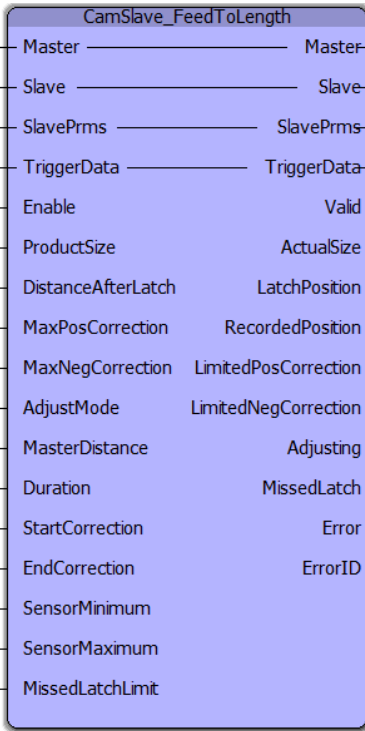 CamSlave_FeedToLength
Master Master
Slave Slave
SlavePrms SlavePrms
TriggerData TriggerData
Enable Valid
ProductSize ActualSize
DistanceAfterLatch LatchPosition
MaxPosCorrection RecordedPosition
MaxNegCorrection LimitedPosCorrection
AdjustMode LimitedNegCorrection
MasterDistance Adjusting
Duration MissedLatch
StartCorrection Error
EndCorrection ErrorID
SensorMinimum
SensorMaximum
MissedLatchLimit